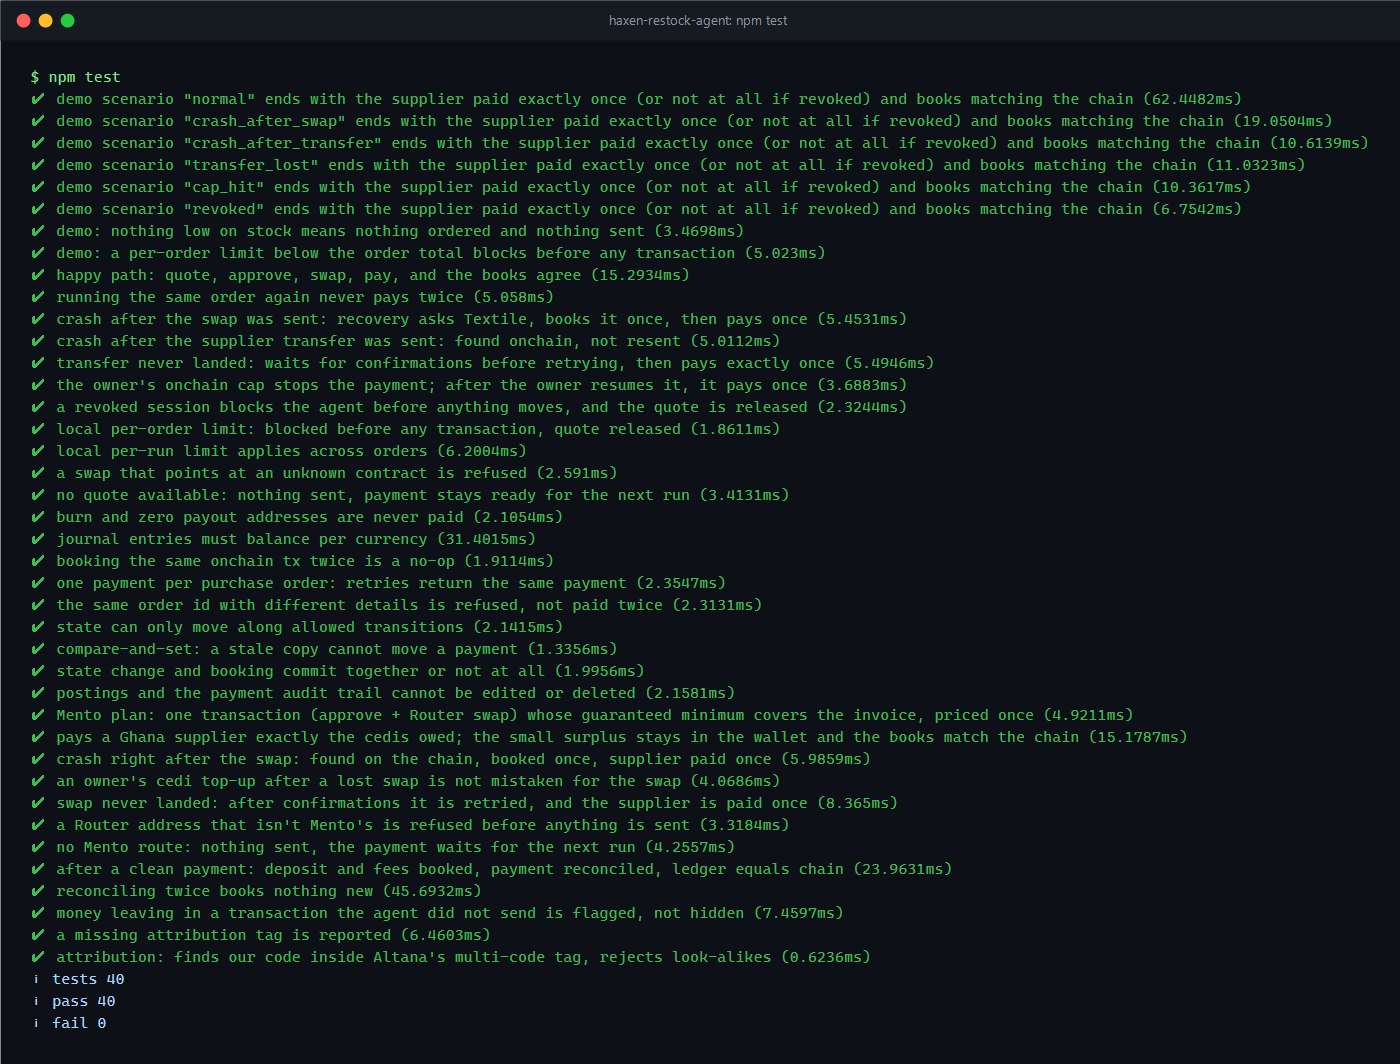 haxen-restock-agent: npm test
$ npm test
✔ demo scenario "normal" ends with the supplier paid exactly once (or not at all if revoked) and books matching the chain (62.4482ms)
✔ demo scenario "crash_after_swap" ends with the supplier paid exactly once (or not at all if revoked) and books matching the chain (19.0504ms)
✔ demo scenario "crash_after_transfer" ends with the supplier paid exactly once (or not at all if revoked) and books matching the chain (10.6139ms)
✔ demo scenario "transfer_lost" ends with the supplier paid exactly once (or not at all if revoked) and books matching the chain (11.0323ms)
✔ demo scenario "cap_hit" ends with the supplier paid exactly once (or not at all if revoked) and books matching the chain (10.3617ms)
✔ demo scenario "revoked" ends with the supplier paid exactly once (or not at all if revoked) and books matching the chain (6.7542ms)
✔ demo: nothing low on stock means nothing ordered and nothing sent (3.4698ms)
✔ demo: a per-order limit below the order total blocks before any transaction (5.023ms)
✔ happy path: quote, approve, swap, pay, and the books agree (15.2934ms)
✔ running the same order again never pays twice (5.058ms)
✔ crash after the swap was sent: recovery asks Textile, books it once, then pays once (5.4531ms)
✔ crash after the supplier transfer was sent: found onchain, not resent (5.0112ms)
✔ transfer never landed: waits for confirmations before retrying, then pays exactly once (5.4946ms)
✔ the owner's onchain cap stops the payment; after the owner resumes it, it pays once (3.6883ms)
✔ a revoked session blocks the agent before anything moves, and the quote is released (2.3244ms)
✔ local per-order limit: blocked before any transaction, quote released (1.8611ms)
✔ local per-run limit applies across orders (6.2004ms)
✔ a swap that points at an unknown contract is refused (2.591ms)
✔ no quote available: nothing sent, payment stays ready for the next run (3.4131ms)
✔ burn and zero payout addresses are never paid (2.1054ms)
✔ journal entries must balance per currency (31.4015ms)
✔ booking the same onchain tx twice is a no-op (1.9114ms)
✔ one payment per purchase order: retries return the same payment (2.3547ms)
✔ the same order id with different details is refused, not paid twice (2.3131ms)
✔ state can only move along allowed transitions (2.1415ms)
✔ compare-and-set: a stale copy cannot move a payment (1.3356ms)
✔ state change and booking commit together or not at all (1.9956ms)
✔ postings and the payment audit trail cannot be edited or deleted (2.1581ms)
✔ Mento plan: one transaction (approve + Router swap) whose guaranteed minimum covers the invoice, priced once (4.9211ms)
✔ pays a Ghana supplier exactly the cedis owed; the small surplus stays in the wallet and the books match the chain (15.1787ms)
✔ crash right after the swap: found on the chain, booked once, supplier paid once (5.9859ms)
✔ an owner's cedi top-up after a lost swap is not mistaken for the swap (4.0686ms)
✔ swap never landed: after confirmations it is retried, and the supplier is paid once (8.365ms)
✔ a Router address that isn't Mento's is refused before anything is sent (3.3184ms)
✔ no Mento route: nothing sent, the payment waits for the next run (4.2557ms)
✔ after a clean payment: deposit and fees booked, payment reconciled, ledger equals chain (23.9631ms)
✔ reconciling twice books nothing new (45.6932ms)
✔ money leaving in a transaction the agent did not send is flagged, not hidden (7.4597ms)
✔ a missing attribution tag is reported (6.4603ms)
✔ attribution: finds our code inside Altana's multi-code tag, rejects look-alikes (0.6236ms)
i tests 40
i pass 40
i fail 0